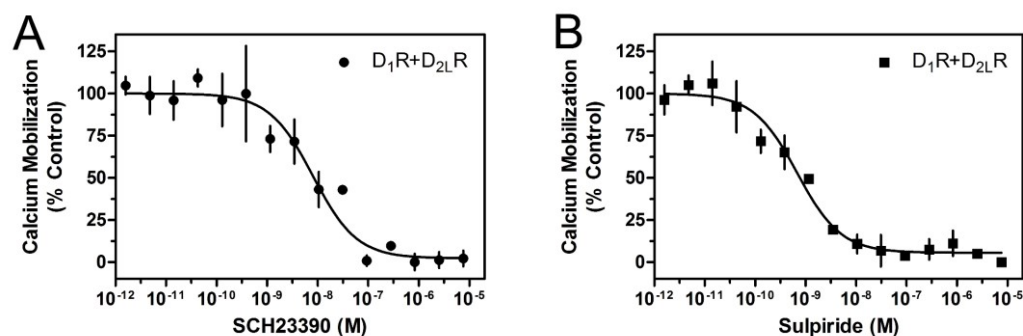 A
Calcium Mobilization
(% Control)
125
100
75
50
25
0
D₁R+D₂LR
10⁻¹² 10⁻¹¹ 10⁻¹⁰ 10⁻⁹ 10⁻⁸ 10⁻⁷ 10⁻⁶ 10⁻⁵
SCH23390 (M)
B
Calcium Mobilization
(% Control)
125
100
75
50
25
0
D₁R+D₂LR
10⁻¹² 10⁻¹¹ 10⁻¹⁰ 10⁻⁹ 10⁻⁸ 10⁻⁷ 10⁻⁶ 10⁻⁵
Sulpiride (M)